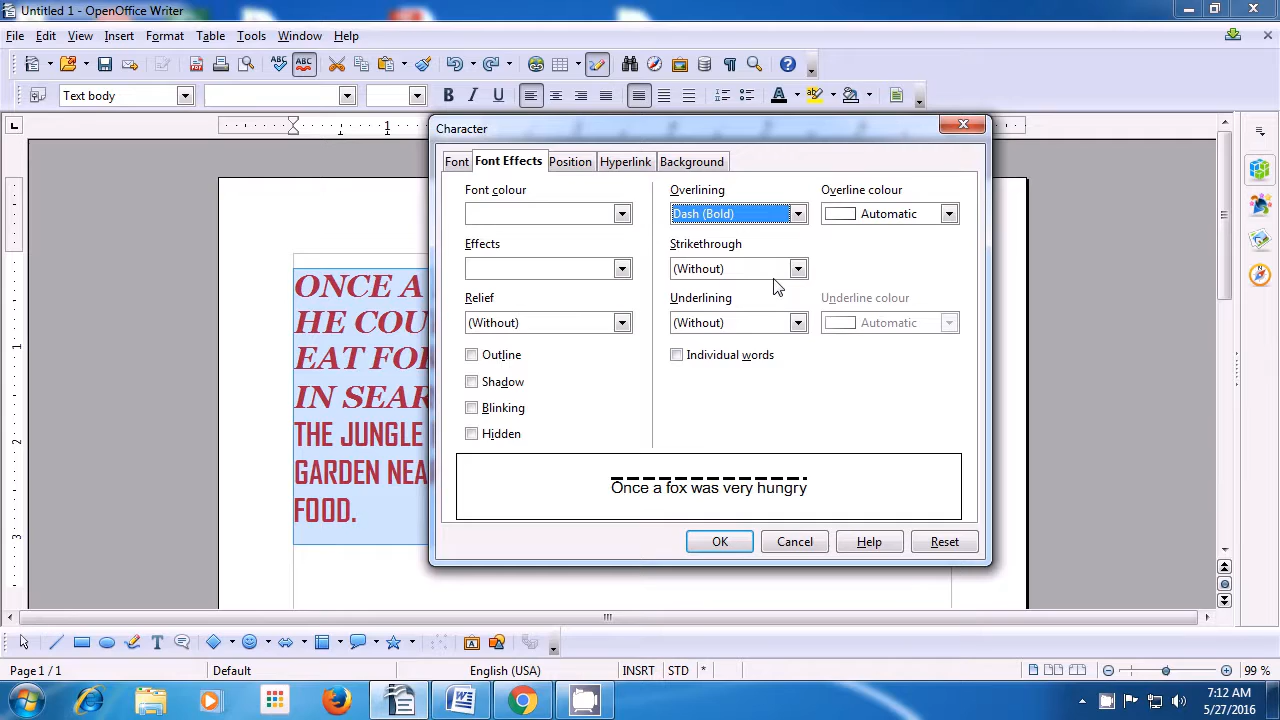 Untitled 1 - OpenOffice Writer
File Edit View Insert Format Table Tools Window Help
Text body
Character
Font Font Effects Position Hyperlink Background
Font colour Overlining Overline colour
Dash (Bold) Automatic
Effects Strikethrough
(Without)
Relief Underlining Underline colour
(Without) (Without) Automatic
Outline Individual words
Shadow
Blinking
Hidden
Once a fox was very hungry
OK Cancel Help Reset
ONCE A
HE COU
EAT FOR
IN SEAR
THE JUNGLE
GARDEN NEA
FOOD.
Page 1 / 1 Default English (USA) INSRT STD * 99 %
7:12 AM
5/27/2016